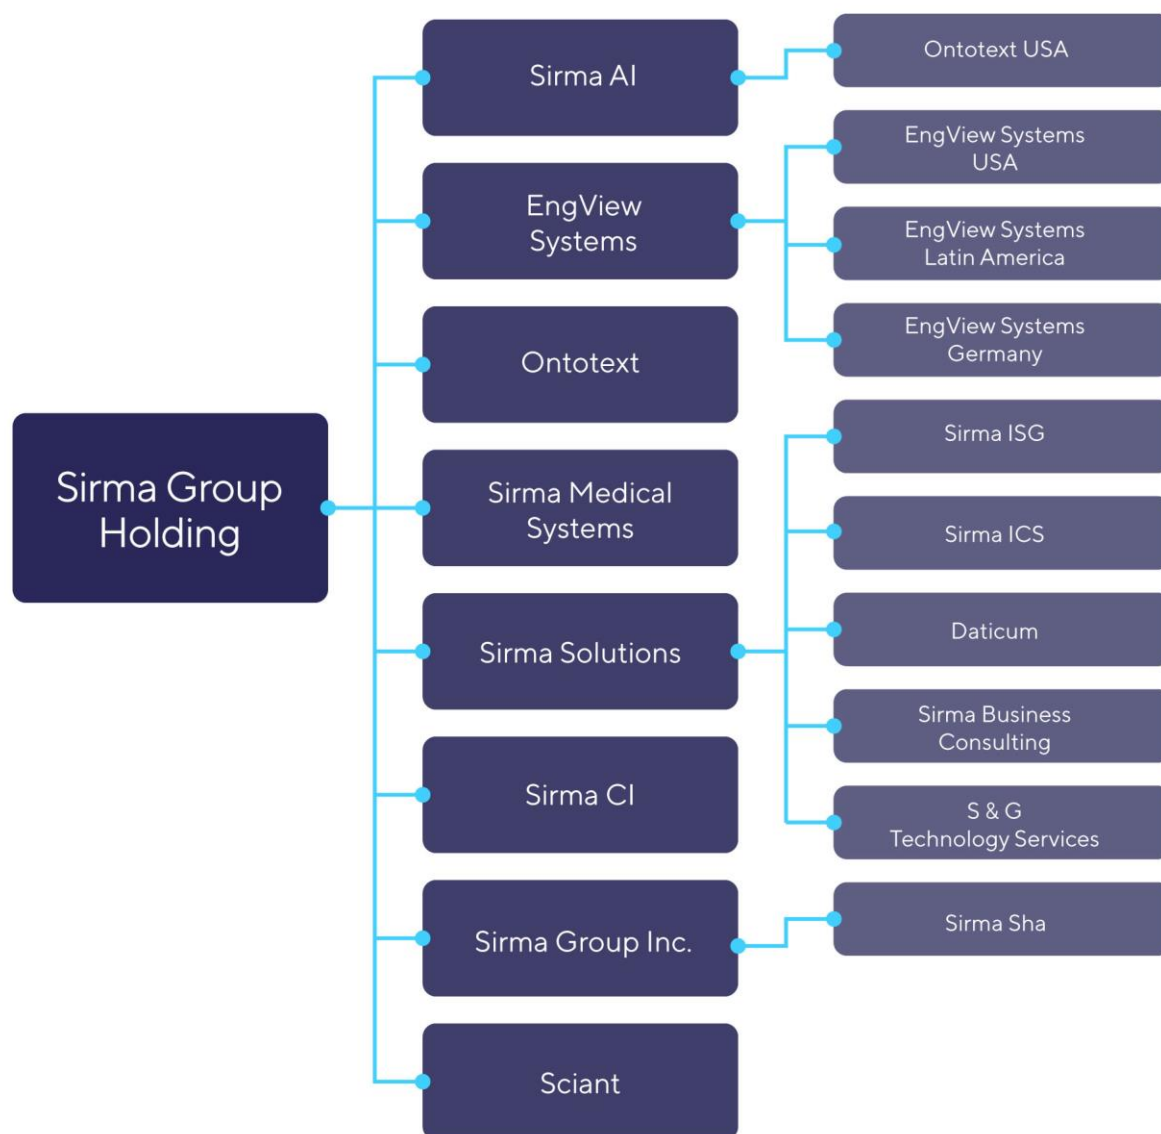 Sirma Group
Holding
Sirma AI
EngView
Systems
Ontotext
Sirma Medical
Systems
Sirma Solutions
Sirma CI
Sirma Group Inc.
Sciant
Ontotext USA
EngView Systems
USA
EngView Systems
Latin America
EngView Systems
Germany
Sirma ISG
Sirma ICS
Daticum
Sirma Business
Consulting
S & G
Technology Services
Sirma Sha